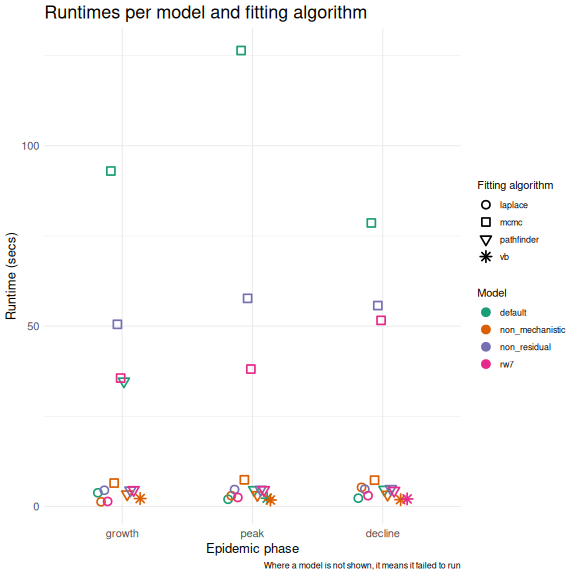 Runtimes per model and fitting algorithm
Runtime (secs)
100
50
0
growth
peak
decline
Epidemic phase
Fitting algorithm
laplace
mcmc
pathfinder
vb
Model
default
non_mechanistic
non_residual
rw7
Where a model is not shown, it means it failed to run